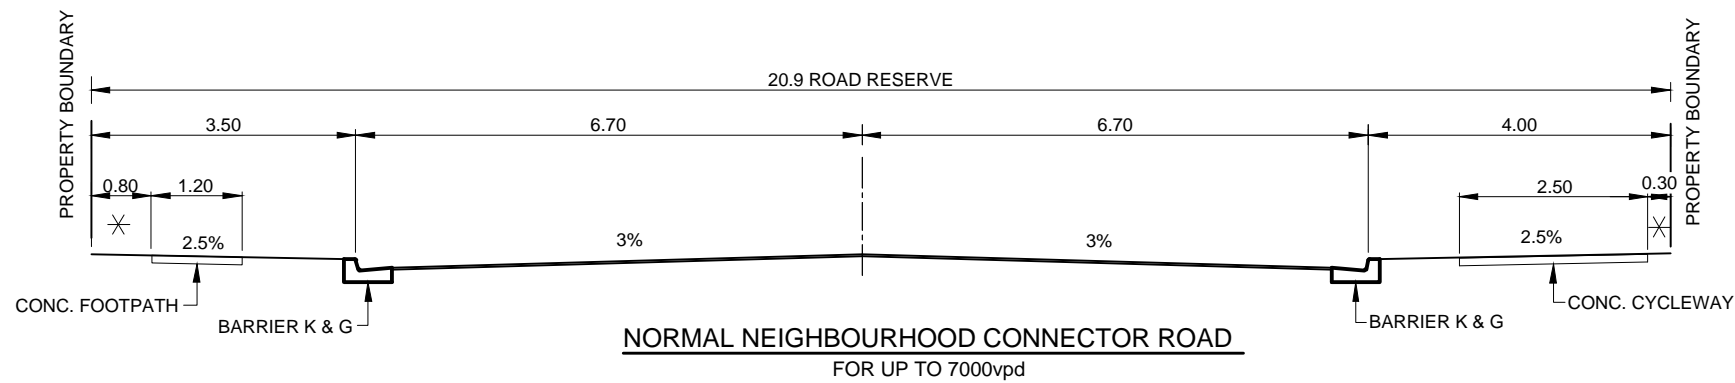 PROPERTY BOUNDARY
PROPERTY BOUNDARY
20.9 ROAD RESERVE
3.50
6.70
6.70
4.00
0.80
1.20
2.50
0.30
2.5%
3%
3%
2.5%
CONC. FOOTPATH
BARRIER K & G
BARRIER K & G
CONC. CYCLEWAY
NORMAL NEIGHBOURHOOD CONNECTOR ROAD
FOR UP TO 7000vpd